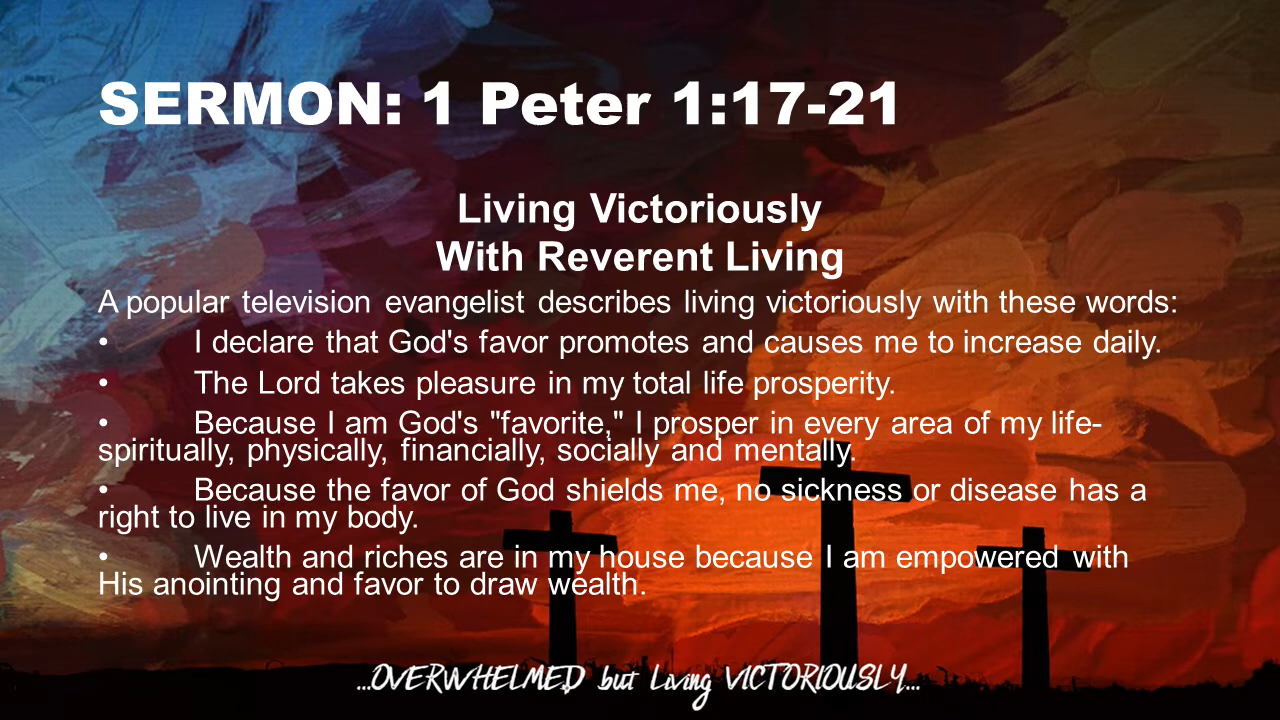 SERMON: 1 Peter 1:17-21
Living Victoriously
With Reverent Living
A popular television evangelist describes living victoriously with these words:
• I declare that God's favor promotes and causes me to increase daily.
• The Lord takes pleasure in my total life prosperity.
• Because I am God's "favorite," I prosper in every area of my life-
spiritually, physically, financially, socially and mentally.
• Because the favor of God shields me, no sickness or disease has a
right to live in my body.
• Wealth and riches are in my house because I am empowered with
His anointing and favor to draw wealth.
...OVERWHELMED but Living VICTORIOUSLY...